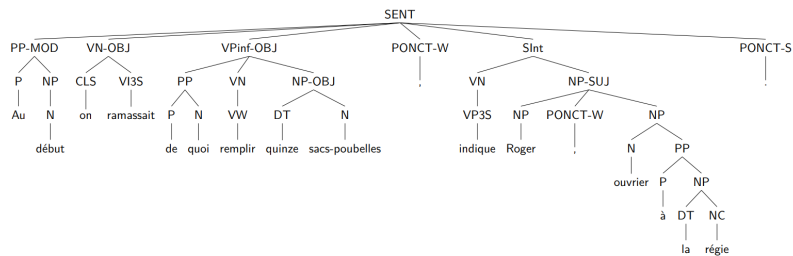 SENT
PP-MOD VN-OBJ VPinf-OBJ PONCT-W SInt PONCT-S
P NP CLS VI3S PP VN NP-OBJ , VN NP-SUJ .
Au N on ramassait P N VW DT N VP3S NP PONCT-W NP
début de quoi remplir quinze sacs-poubelles indique Roger , N PP
ouvrier P NP
à DT NC
la régie